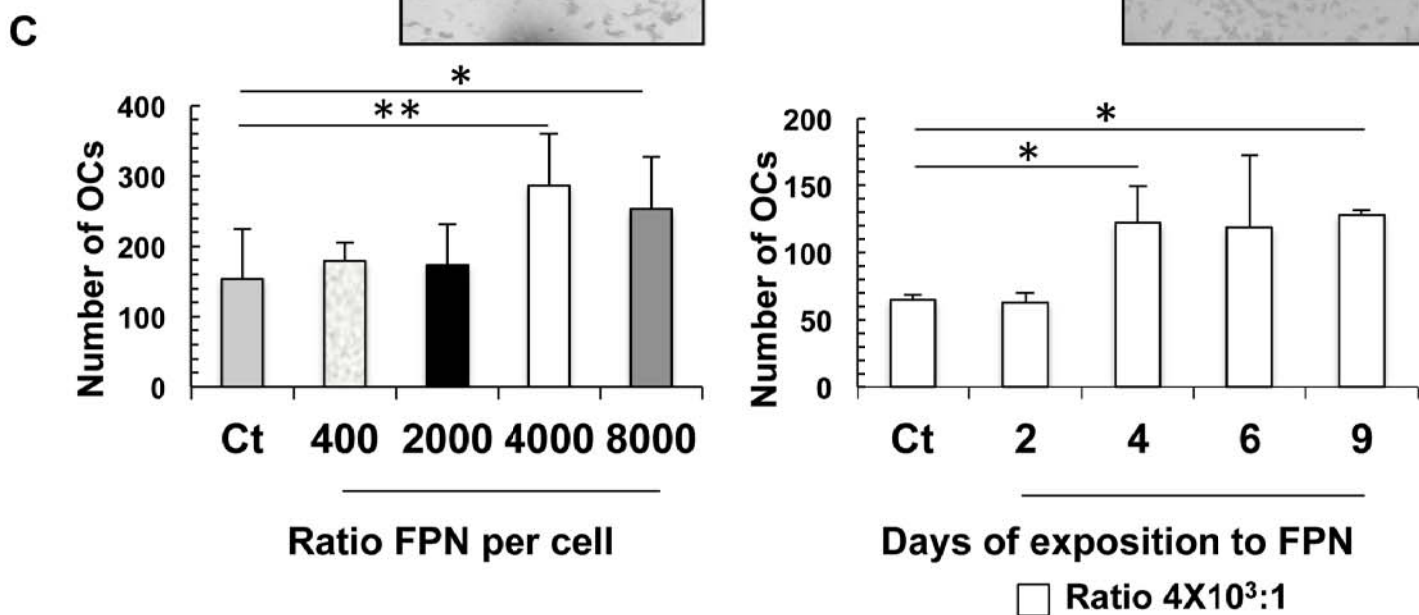 C
*
**
400
300
200
100
0
Number of OCs
Ct 400 2000 4000 8000
Ratio FPN per cell
*
*
200
150
100
50
0
Number of OCs
Ct 2 4 6 9
Days of exposition to FPN
Ratio 4X10³:1